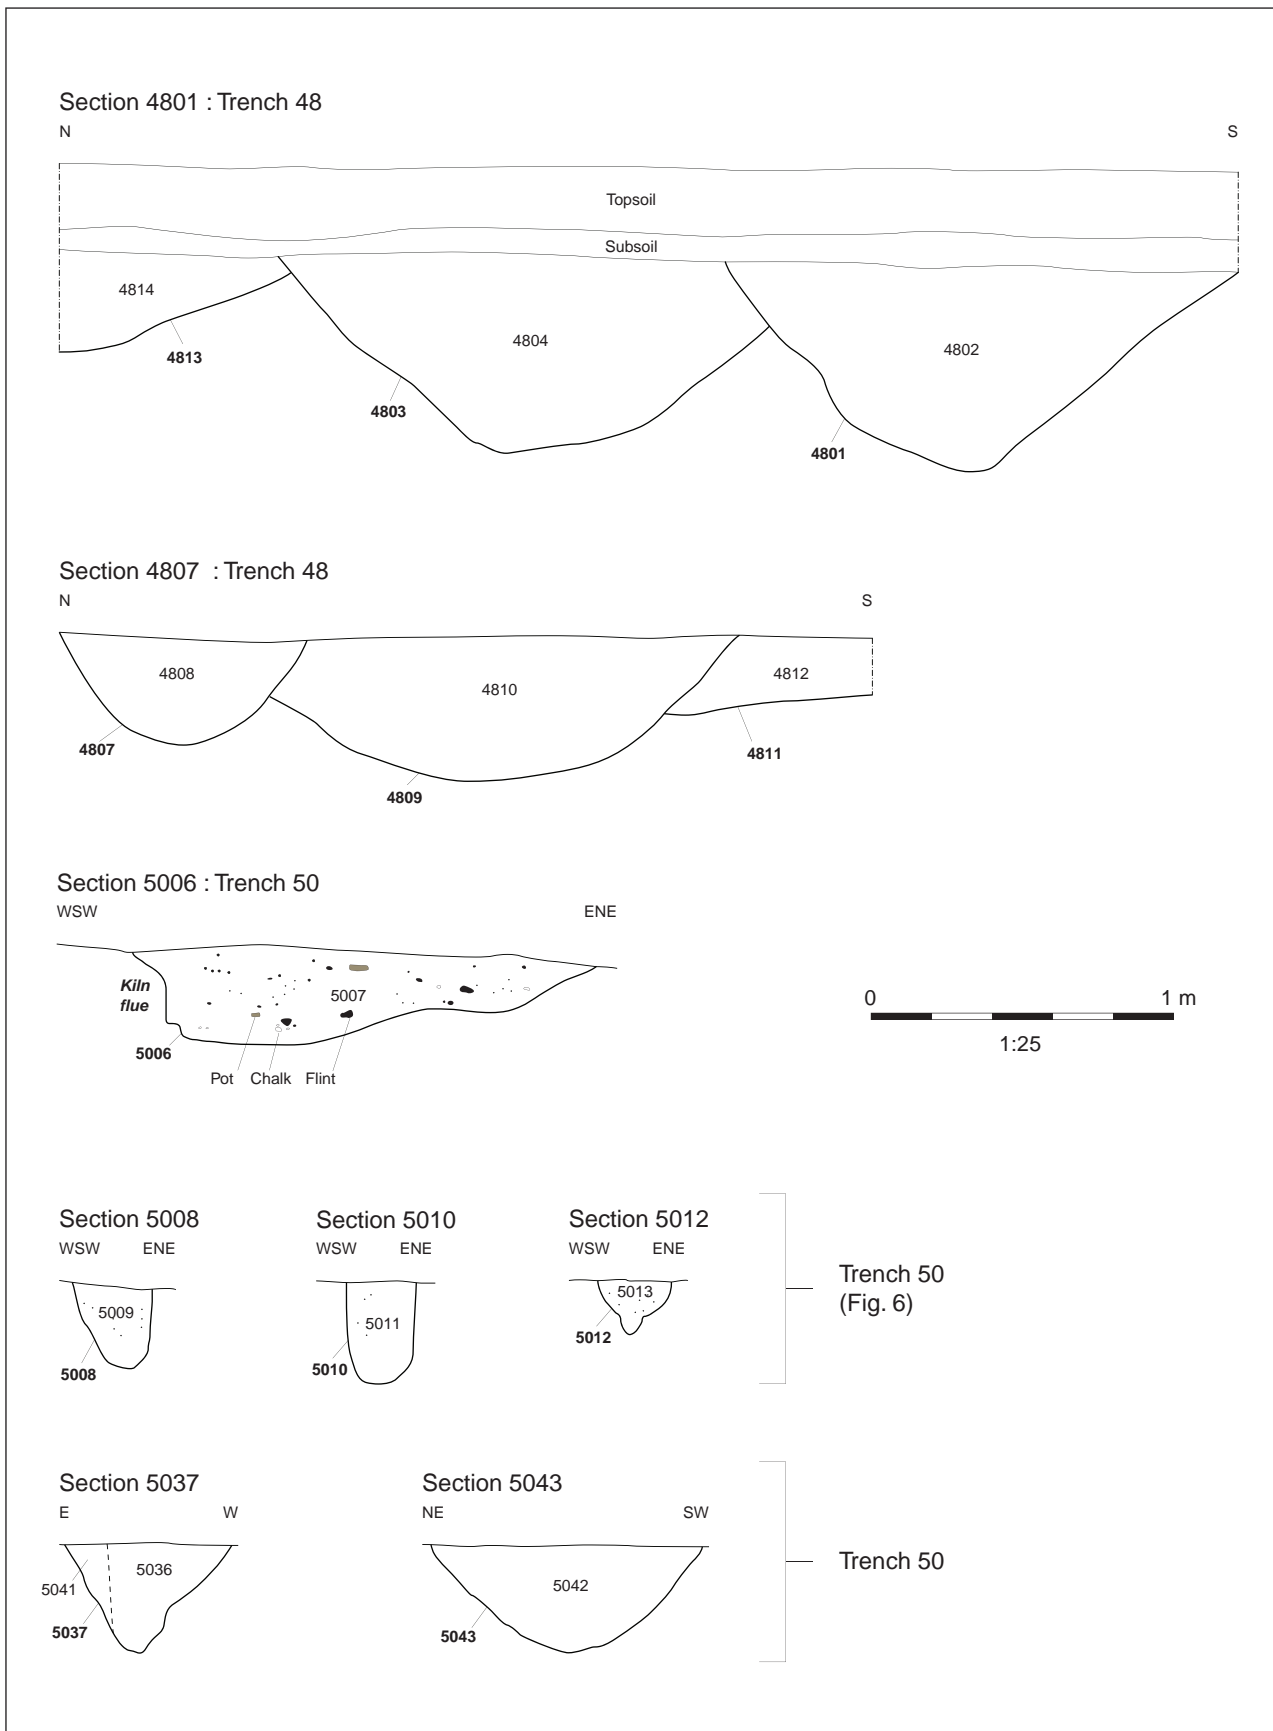 Section 4801 : Trench 48
N S
Topsoil
Subsoil
4814
4804
4802
4813
4803
4801
Section 4807 : Trench 48
N S
4808
4810
4812
4807
4811
4809
Section 5006 : Trench 50
WSW ENE
Kiln
flue
5007
5006
Pot Chalk Flint
0 1 m
1:25
Section 5008
WSW ENE
5009
5008
Section 5010
WSW ENE
5011
5010
Section 5012
WSW ENE
5013
5012
Trench 50
(Fig. 6)
Section 5037
E W
5036
5041
5037
Section 5043
NE SW
5042
5043
Trench 50